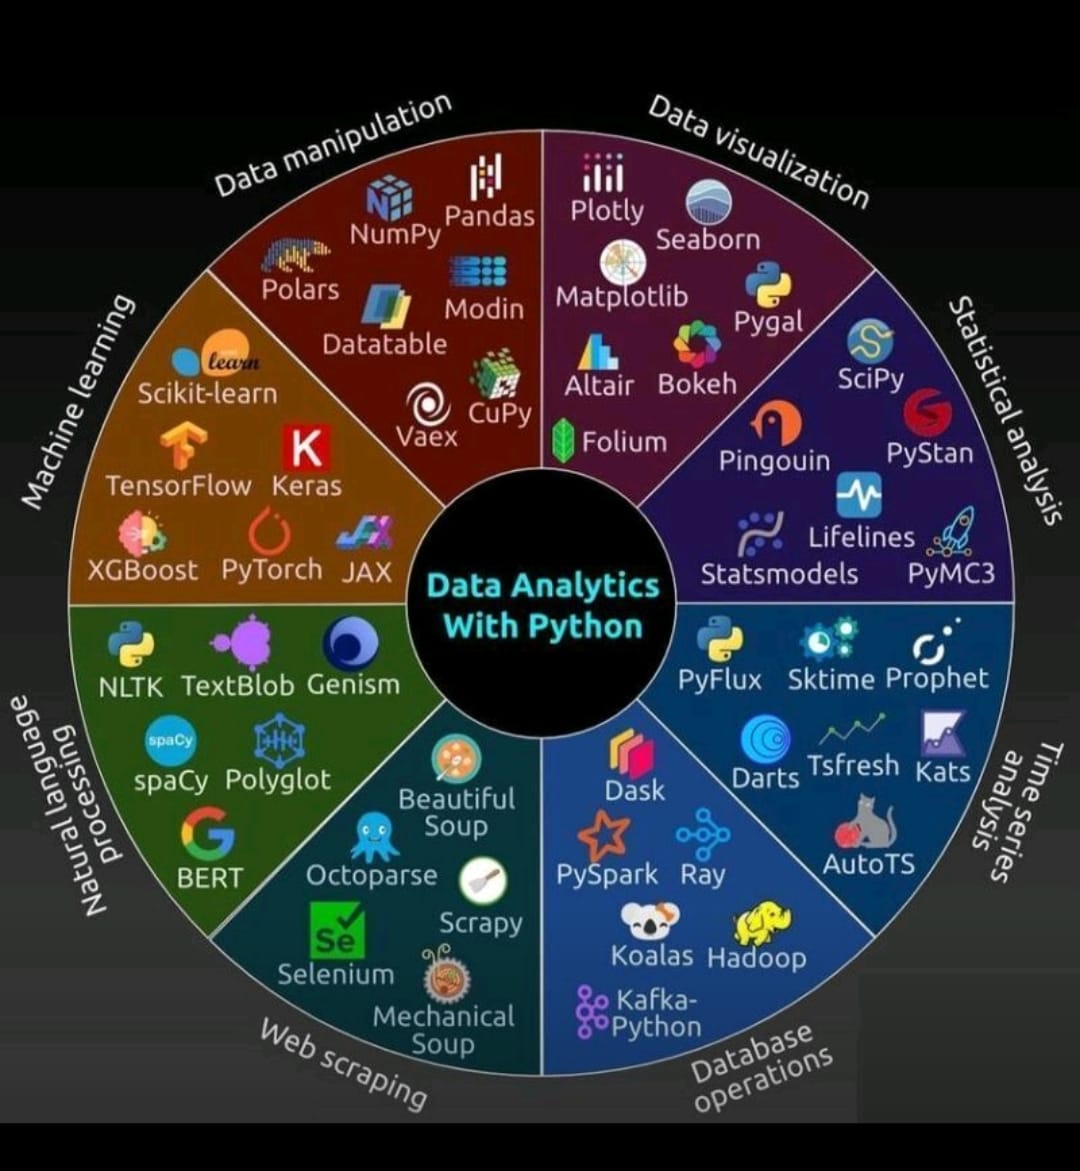 Data manipulation
Data visualization
Statistical analysis
Time series
analysis
Database
operations
Web scraping
Natural language
processing
Machine learning
Data Analytics
With Python
Pandas
NumPy
Polars
Modin
Datatable
CuPy
Vaex
Plotly
Seaborn
Matplotlib
Pygal
Altair
Bokeh
Folium
SciPy
PyStan
Pingouin
Lifelines
Statsmodels
PyMC3
PyFlux
Sktime
Prophet
Darts
Tsfresh
Kats
AutoTS
Dask
PySpark
Ray
Koalas
Hadoop
Kafka-
Python
Beautiful
Soup
Octoparse
Scrapy
Se
Selenium
Mechanical
Soup
NLTK
TextBlob
Genism
spaCy
spaCy
Polyglot
G
BERT
learn
Scikit-learn
TensorFlow
K
Keras
XGBoost
PyTorch
JAX
JAX